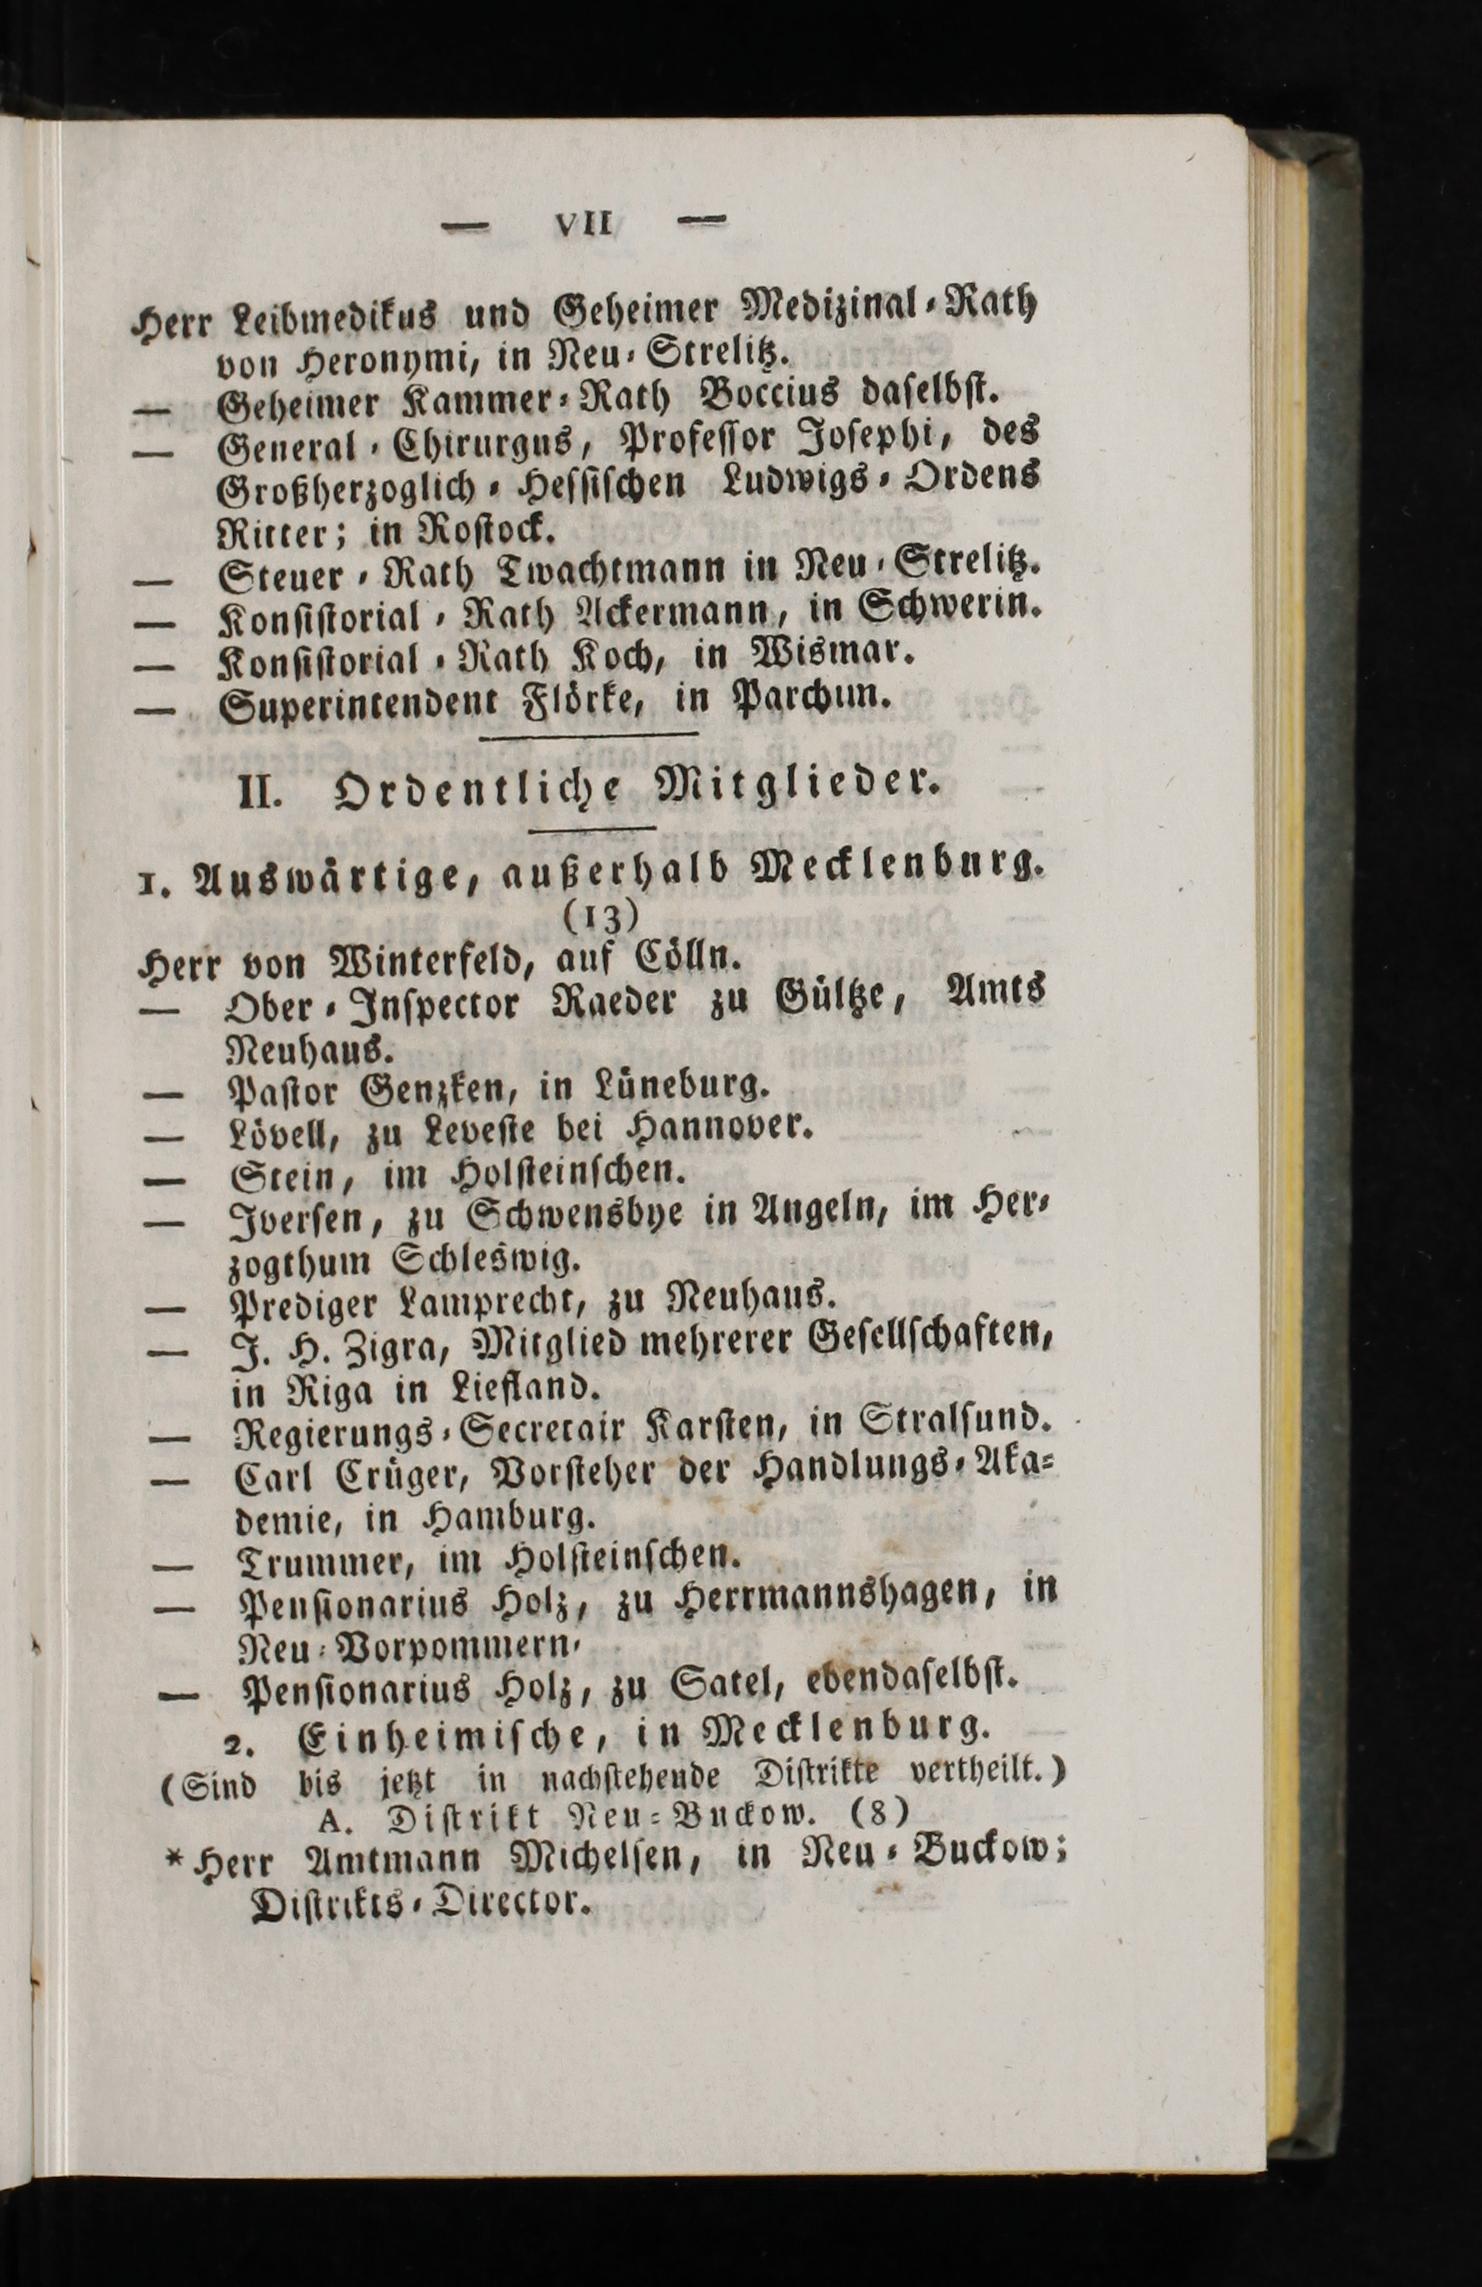 — VII —
Herr Leibmedikus und Geheimer Medizinal-Rath
von Heronymi, in Neu-Strelitz.
— Geheimer Kammer-Rath Boccius daselbst.
— General-Chirurgus, Professor Josephi, des
Großherzoglich-Hessischen Ludwigs-Ordens
Ritter; in Rostock.
— Steuer-Rath Twachtmann in Neu-Strelitz.
— Konsistorial-Rath Ackermann, in Schwerin.
— Konsistorial-Rath Koch, in Wismar.
— Superintendent Flörke, in Parchun.
II. Ordentliche Mitglieder.
1. Auswärtige, außerhalb Mecklenburg.
(13)
Herr von Winterfeld, auf Cölln.
— Ober-Inspector Raeder zu Gültze, Amts
Neuhaus.
— Pastor Genzken, in Lüneburg.
— Lövell, zu Leveste bei Hannover.
— Stein, im Holsteinschen.
— Iversen, zu Schwensbye in Angeln, im Her-
zogthum Schleswig.
— Prediger Lamprecht, zu Neuhaus.
— J. H. Zigra, Mitglied mehrerer Gesellschaften,
in Riga in Liefland.
— Regierungs-Secretair Karsten, in Stralsund.
— Carl Crüger, Vorsteher der Handlungs-Aka-
demie, in Hamburg.
— Trummer, im Holsteinschen.
— Pensionarius Holz, zu Herrmannshagen, in
Neu-Vorpommern.
— Pensionarius Holz, zu Satel, ebendaselbst.
2. Einheimische, in Mecklenburg.
(Sind bis jetzt in nachstehende Distrikte vertheilt.)
A. Distrikt Neu-Buckow. (8)
*Herr Amtmann Michelsen, in Neu-Buckow;
Distrikts-Director.